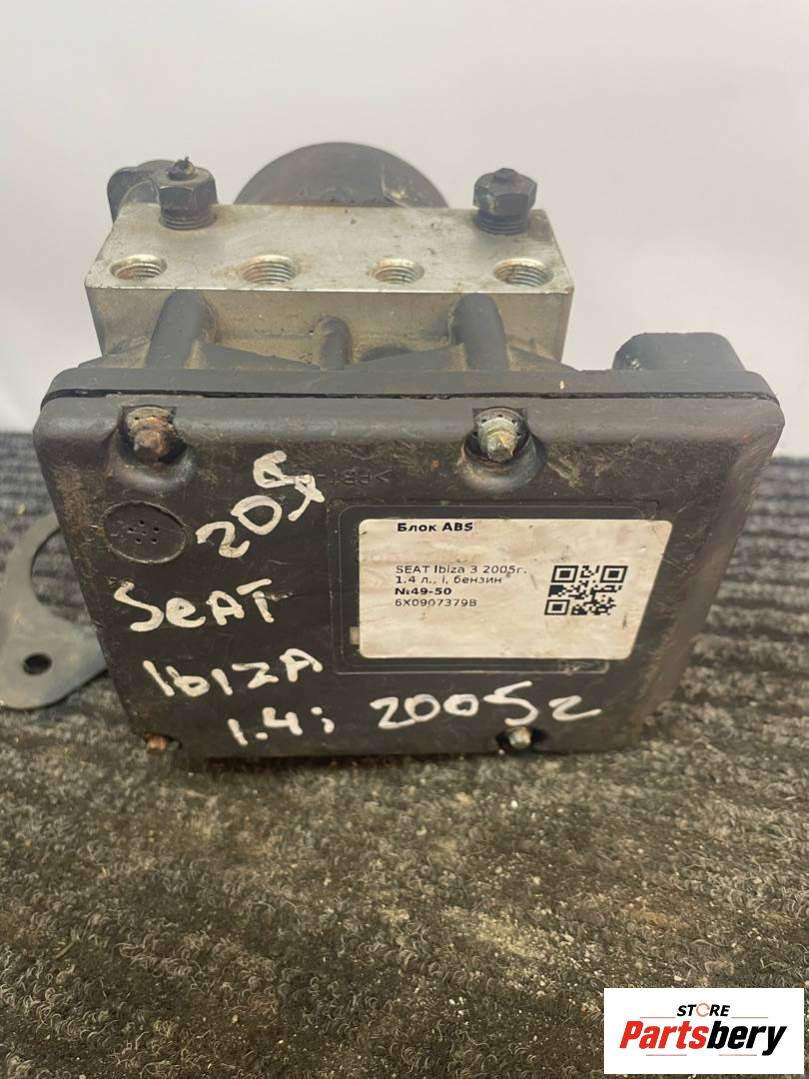 205
SEAT
IBIZA
1.4i 2005г
Блок ABS
SEAT Ibiza 3 2005г.
1.4 л., i, бензин
№49-50
6X0907379B
STORE
Partsbery